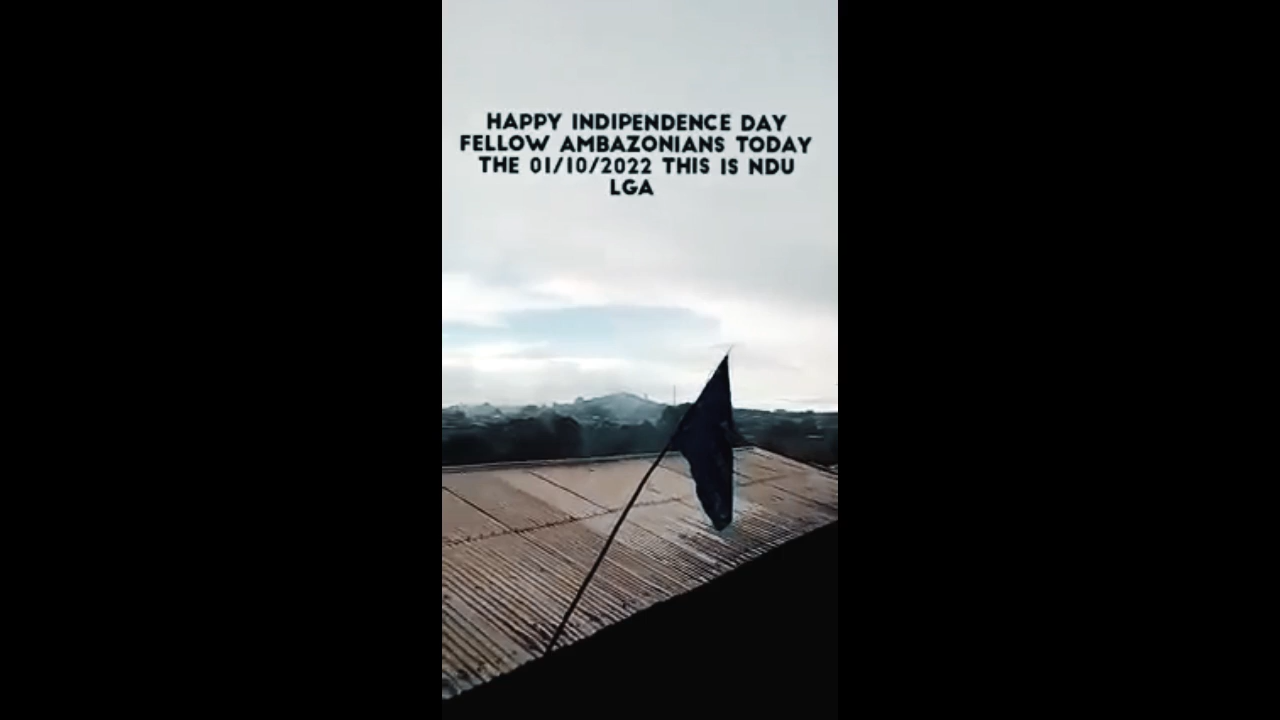 HAPPY INDIPENDENCE DAY
FELLOW AMBAZONIANS TODAY
THE 01/10/2022 THIS IS NDU
LGA